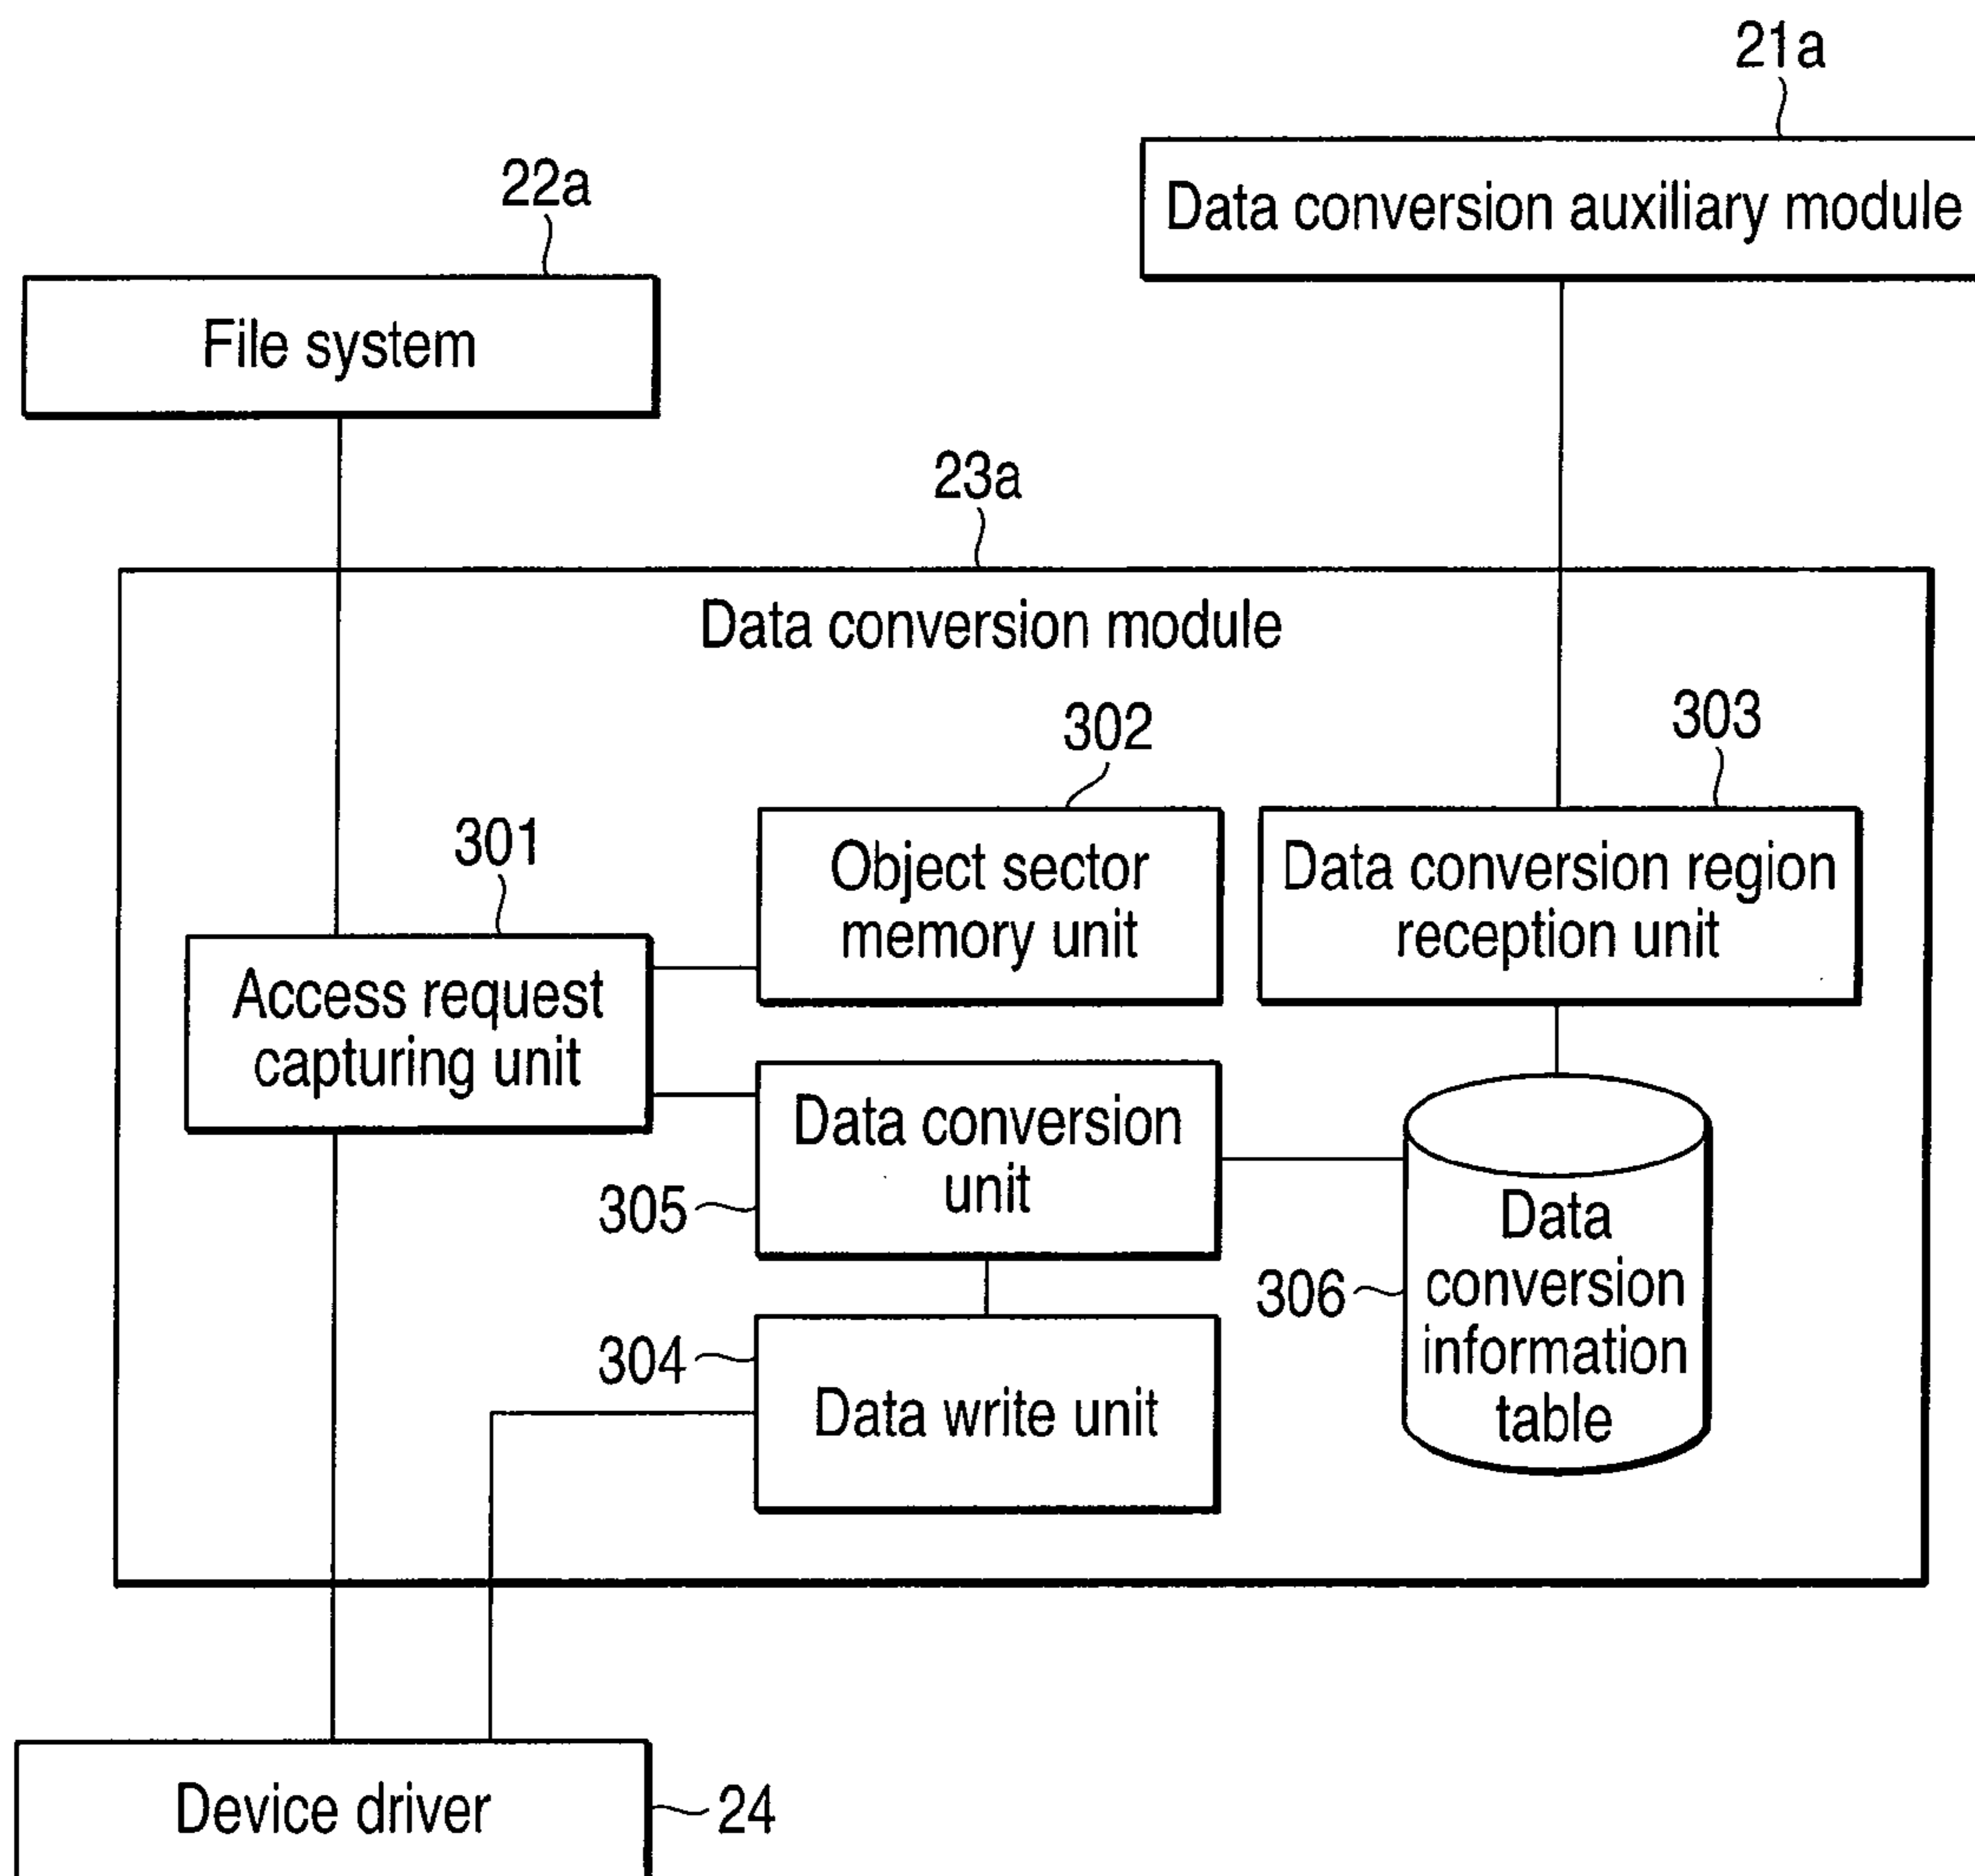 21a
Data conversion auxiliary module
22a
File system
23a
Data conversion module
302
303
301
Object sector
memory unit
Data conversion region
reception unit
Access request
capturing unit
Data conversion
unit
305
Data
conversion
information
table
306
304
Data write unit
Device driver
24